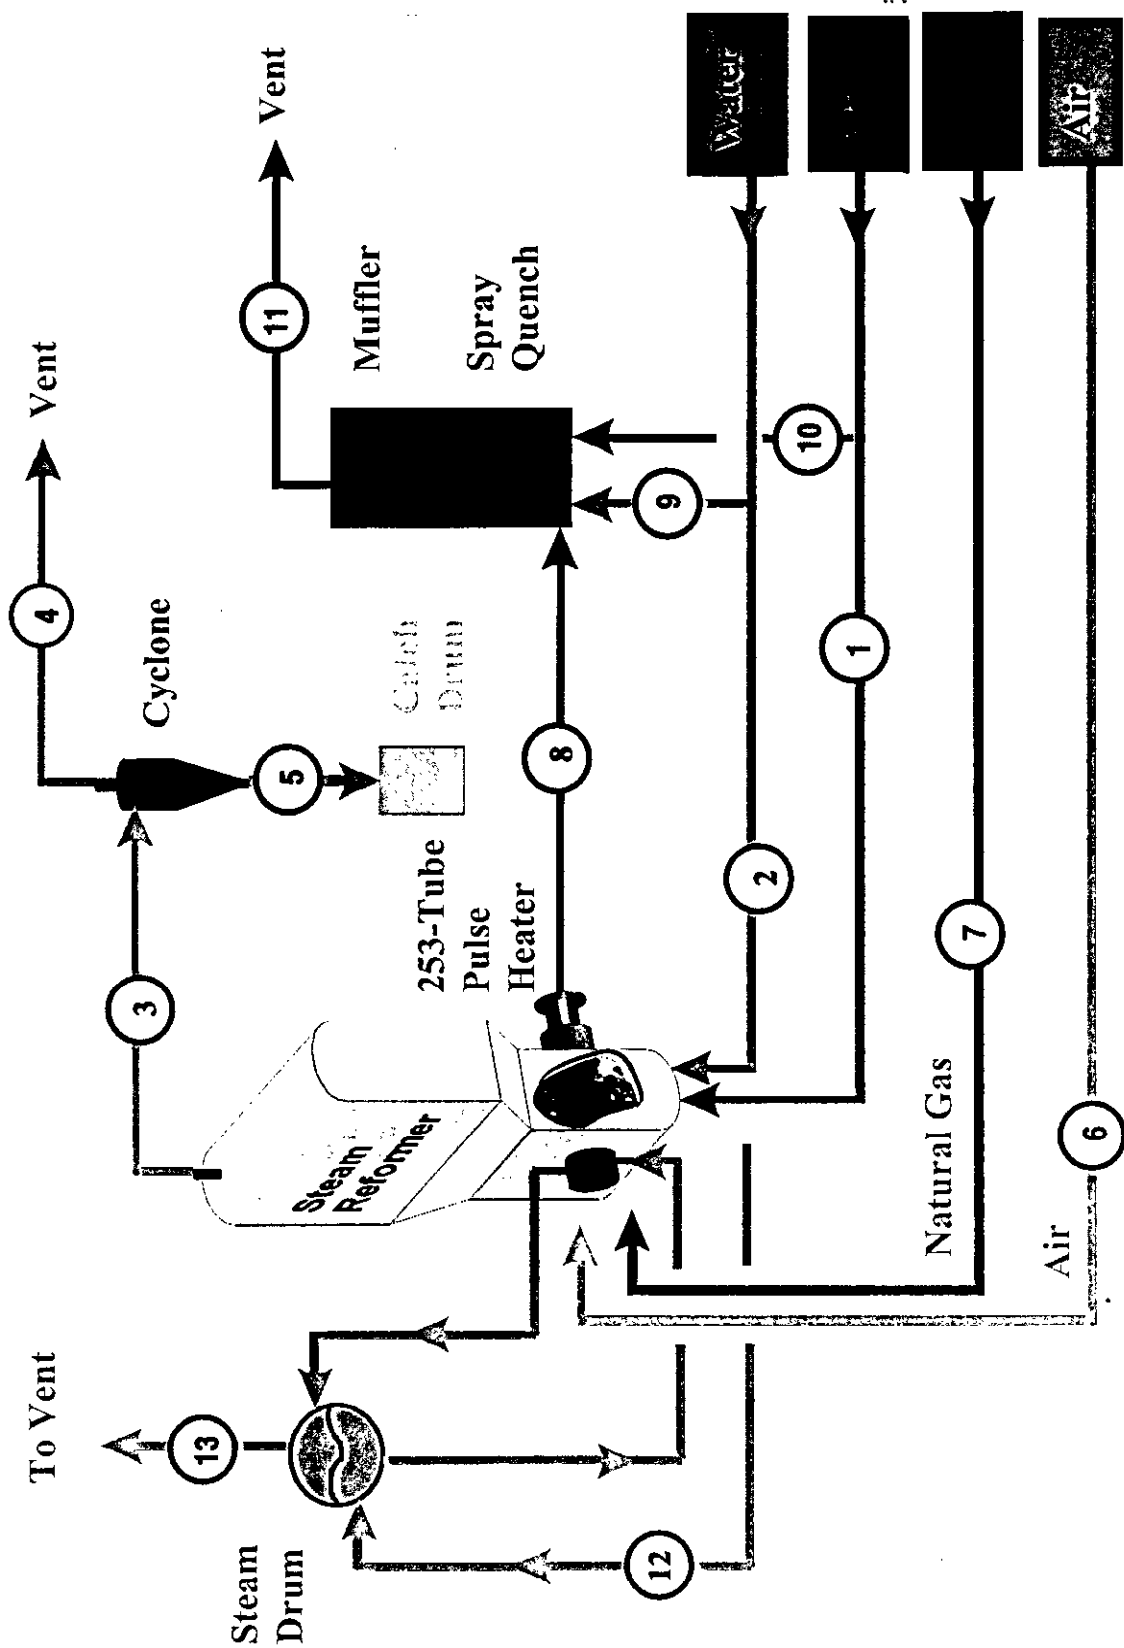 To Vent
13
Steam
Drum
12
Steam
Reformer
3
4
Vent
Cyclone
5
Catch
Drum
253-Tube
Pulse
Heater
8
11
Vent
Muffler
Spray
Quench
9
10
2
1
7
Natural Gas
6
Air
Water
Air